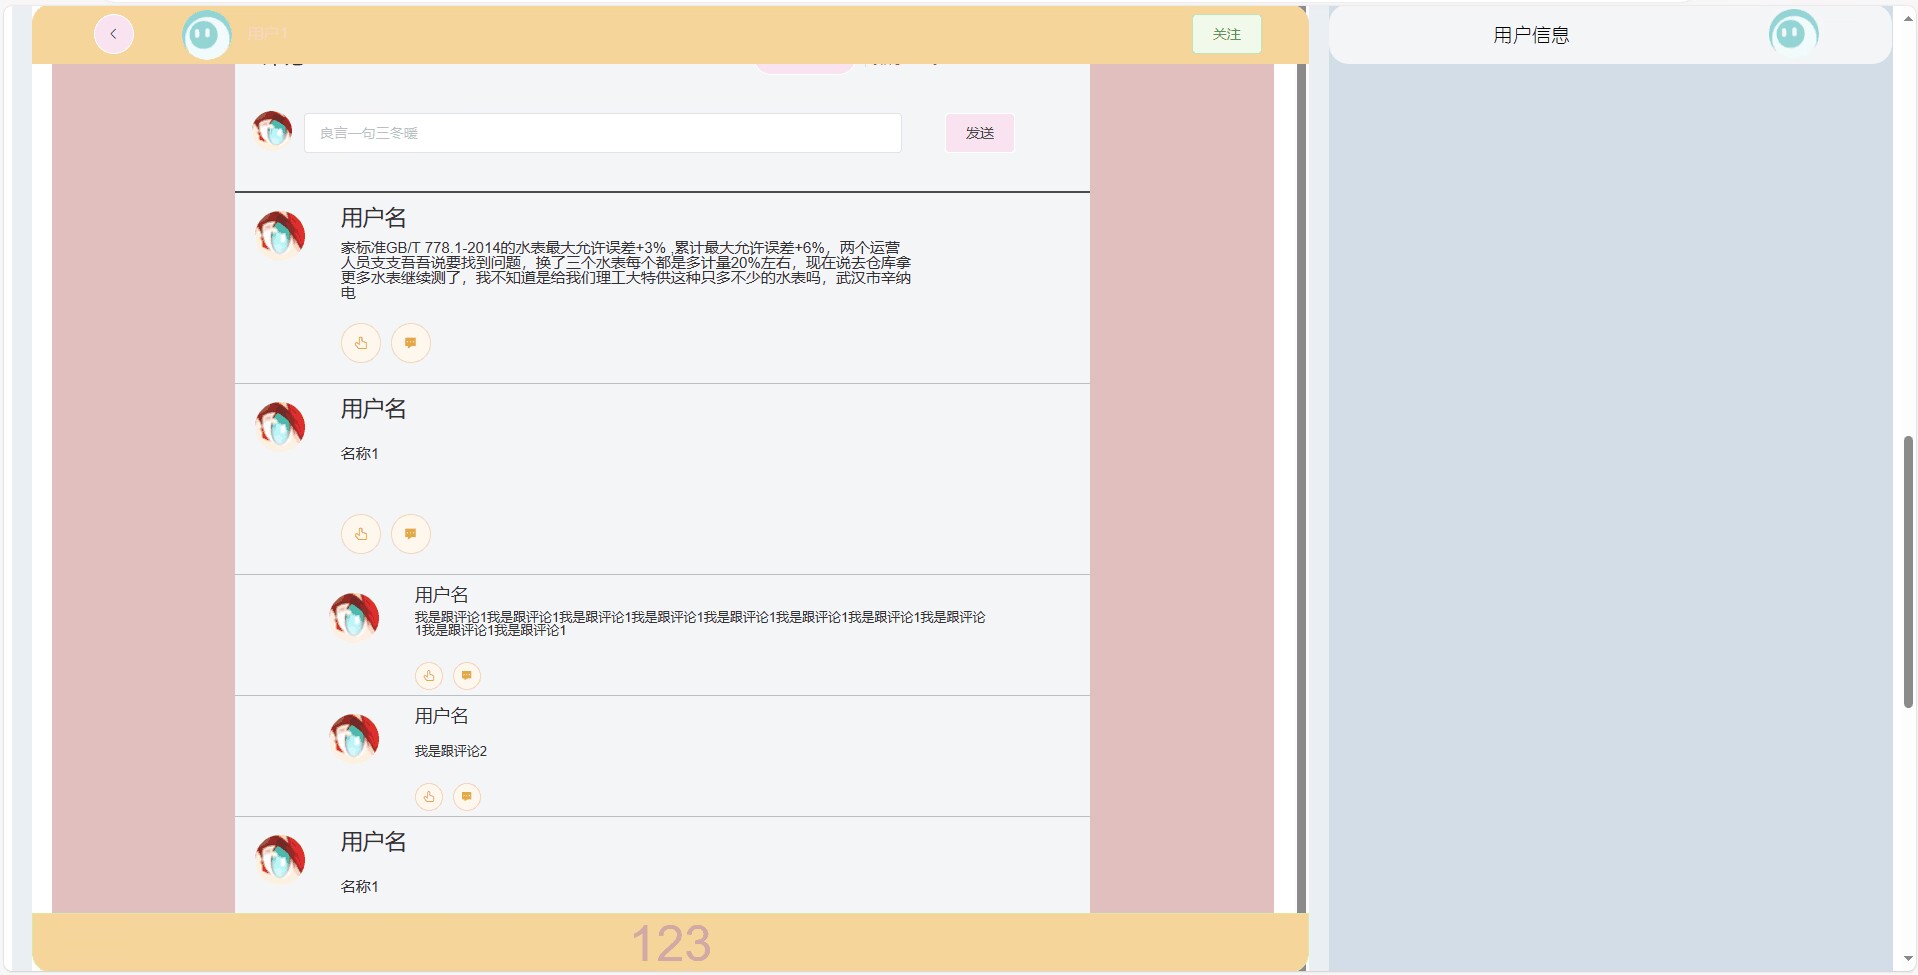 关注
用户信息
良言一句三冬暖
发送
用户名
家标准GB/T 778.1-2014的水表最大允许误差+3% ,累计最大允许误差+6%，两个运营
人员支支吾吾说要找到问题，换了三个水表每个都是多计量20%左右，现在说去仓库拿
更多水表继续测了，我不知道是给我们理工大特供这种只多不少的水表吗，武汉市辛纳
电
用户名
名称1
用户名
我是跟评论1我是跟评论1我是跟评论1我是跟评论1我是跟评论1我是跟评论1我是跟评论1我是跟评论
1我是跟评论1我是跟评论1
用户名
我是跟评论2
用户名
名称1
123